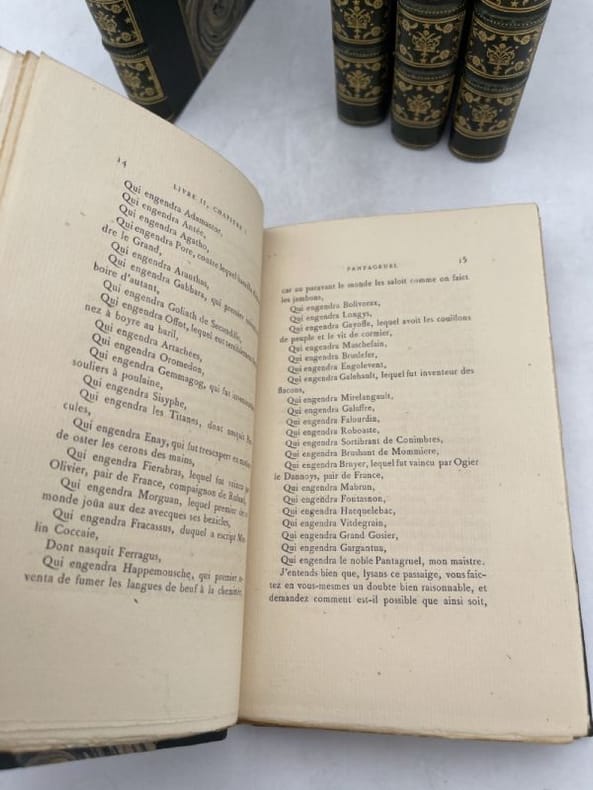 14
LIVRE II, CHAPITRE
Qui engendra Adamastor,
Qui engendra Antée,
Qui engendra Agatho,
Qui engendra Pore, contre lequel
dre le Grand,
Qui engendra Aranthas,
Qui engendra Gabbara, qui premier
boire d'autant,
Qui engendra Goliath de Secundille,
Qui engendra Offot, lequel eut terriblement
nez à boyre au baril,
Qui engendra Artachees,
Qui engendra Oromedon,
Qui engendra Gemmagog, qui fut
souliers à poulaine,
Qui engendra Sisyphe,
Qui engendra les Titanes, dont nasquit
cules,
Qui engendra Enay, qui fut tresexpert en
de oster les cerons des mains,
Qui engendra Fierabras, lequel fut vaincu
Olivier, pair de France, compaignon de
Qui engendra Morguan, lequel premier
monde joüa aux dez avecques ses bezicles,
Qui engendra Fracassus, duquel a escript
lin Coccaie,
Dont nasquit Ferragus,
Qui engendra Happemousche, qui premier
venta de fumer les langues de beuf à la cheminée,
PANTAGRUEL
15
car au paravant le monde les saloit comme on faict
les jambons,
Qui engendra Bolivorax,
Qui engendra Longys,
Qui engendra Gayoffe, lequel avoit les couillons
de peuple et le vit de cormier,
Qui engendra Maschefain,
Qui engendra Bruslefer,
Qui engendra Engolevent,
Qui engendra Galehault, lequel fut inventeur des
flacons,
Qui engendra Mirelangault,
Qui engendra Galaffre,
Qui engendra Falourdin,
Qui engendra Roboaste,
Qui engendra Sortibrant de Conimbres,
Qui engendra Brushant de Mommiere,
Qui engendra Bruyer, lequel fut vaincu par Ogier
le Dannoys, pair de France,
Qui engendra Mabrun,
Qui engendra Foutasnon,
Qui engendra Hacquelebac,
Qui engendra Vitdegrain,
Qui engendra Grand Gosier,
Qui engendra Gargantua,
Qui engendra le noble Pantagruel, mon maistre.
J'entends bien que, lysans ce passaige, vous faic-
tez en vous-mesmes un doubte bien raisonnable, et
demandez comment est-il possible que ainsi soit,